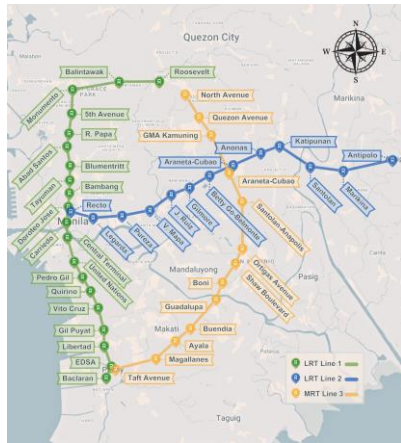 Quezon City
N
W
E
S
Balintawak
Roosevelt
Monumento
North Avenue
5th Avenue
Quezon Avenue
Marikina
R. Papa
GMA Kamuning
Anonas
Katipunan
Antipolo
Abad Santos
Blumentritt
Araneta-Cubao
Bambang
Araneta-Cubao
Tayuman
Recto
Manila
Doroteo Jose
Legarda
Pureza
V. Mapa
J. Ruiz
Gilmore
Betty Go-Belmonte
Santolan
Marikina
Carriedo
Central Terminal
United Nations
Santolan-Anapolis
Mandaluyong
Ortigas Avenue
Shaw Boulevard
Pedro Gil
Boni
Pasig
Cainta
Quirino
Guadalupa
Vito Cruz
Buendia
Gil Puyat
Makati
Libertad
Ayala
EDSA
Magallanes
Baclaran
Taft Avenue
Taguig
LRT Line 1
LRT Line 2
MRT Line 3